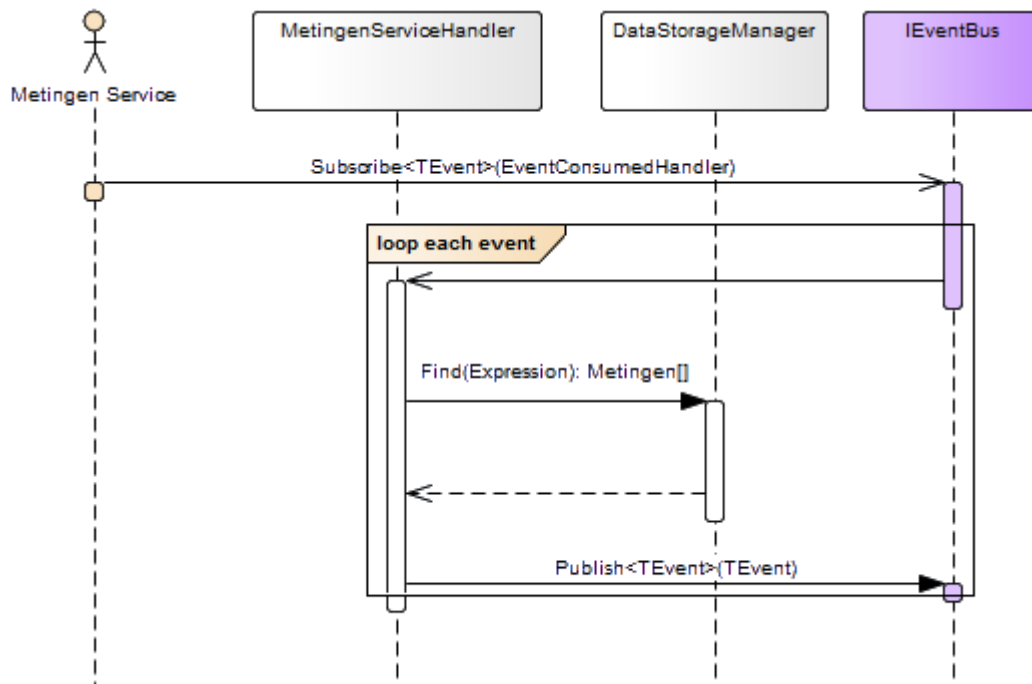 MetingenServiceHandler
DataStorageManager
IEventBus
Metingen Service
Subscribe<TEvent>(EventConsumedHandler)
loop each event
Find(Expression): Metingen[]
Publish<TEvent>(TEvent)